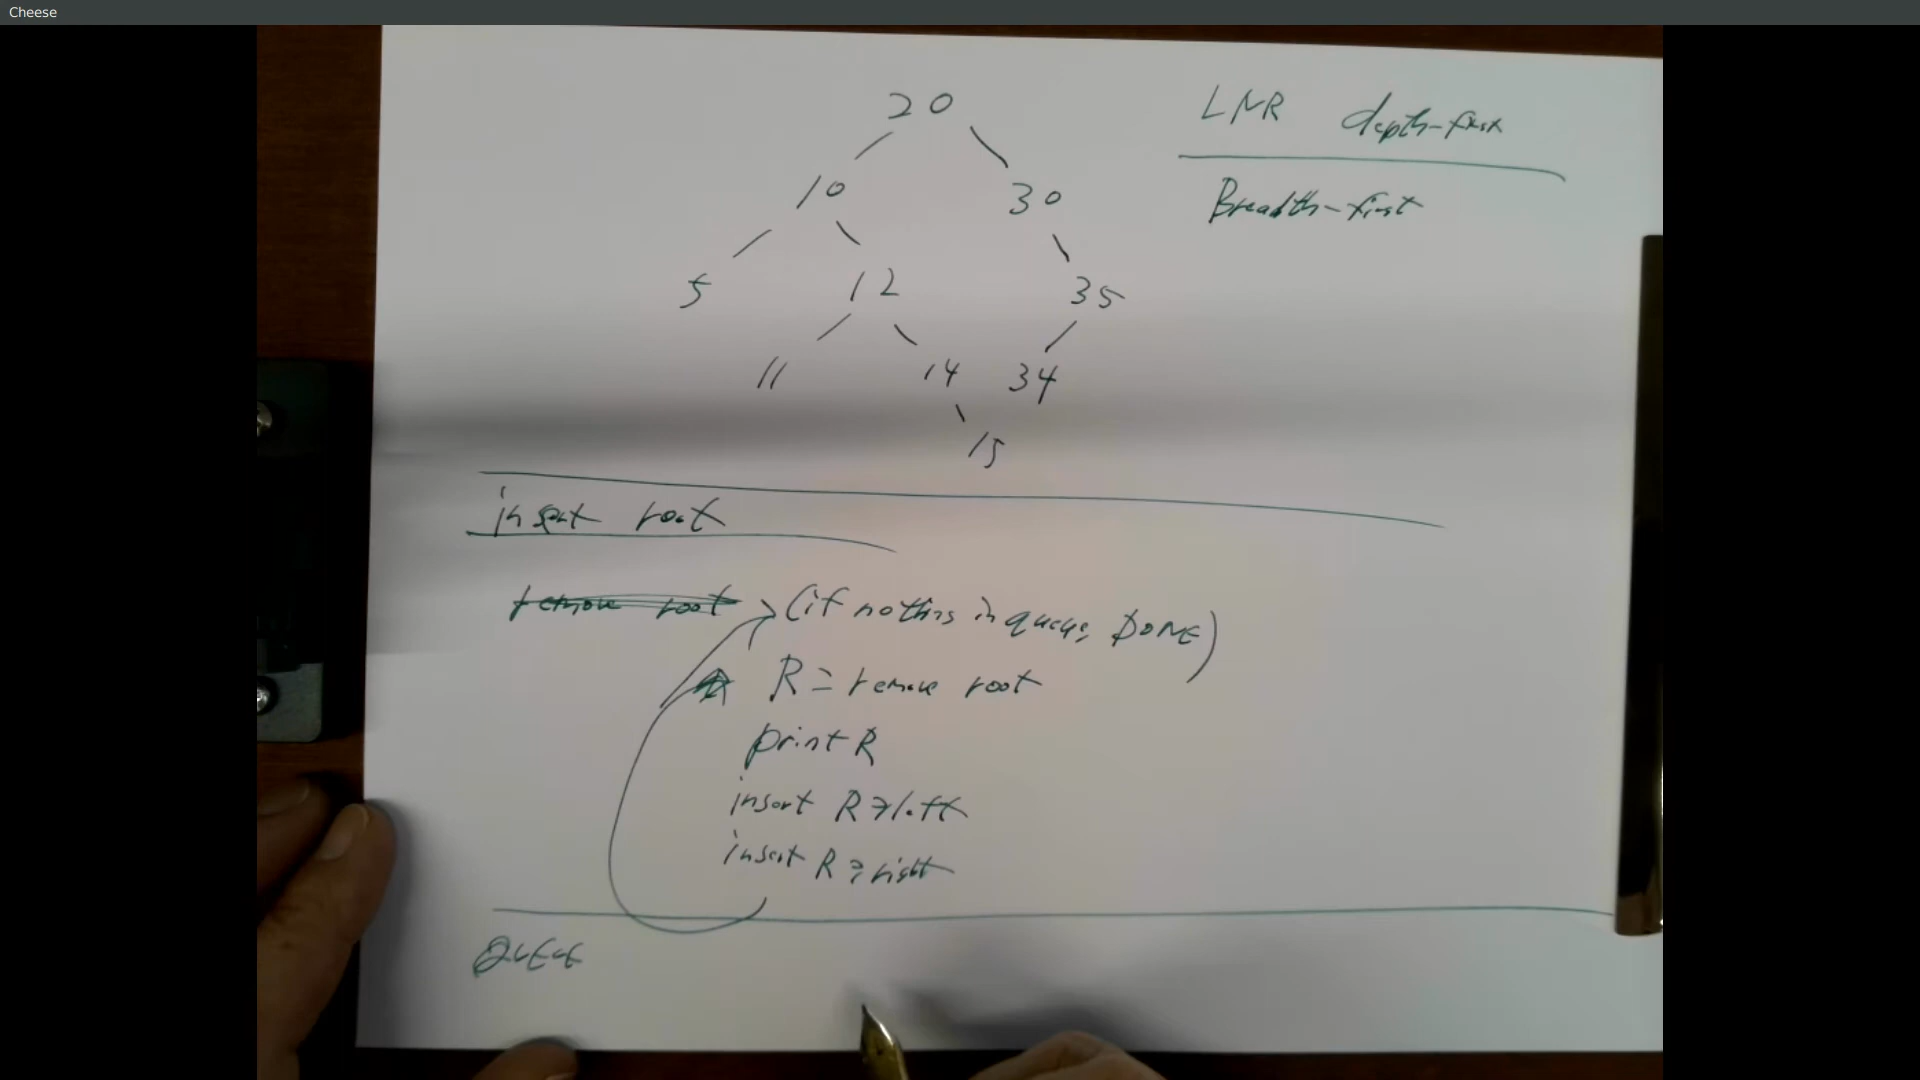 Cheese
20
LNR depth-first
10 30
Breadth-first
5 12 35
11 14 34
15
insert root
remove root (if nothing in queue, DONE)
R = remove root
print R
insert R→left
insert R→right
QUEUE